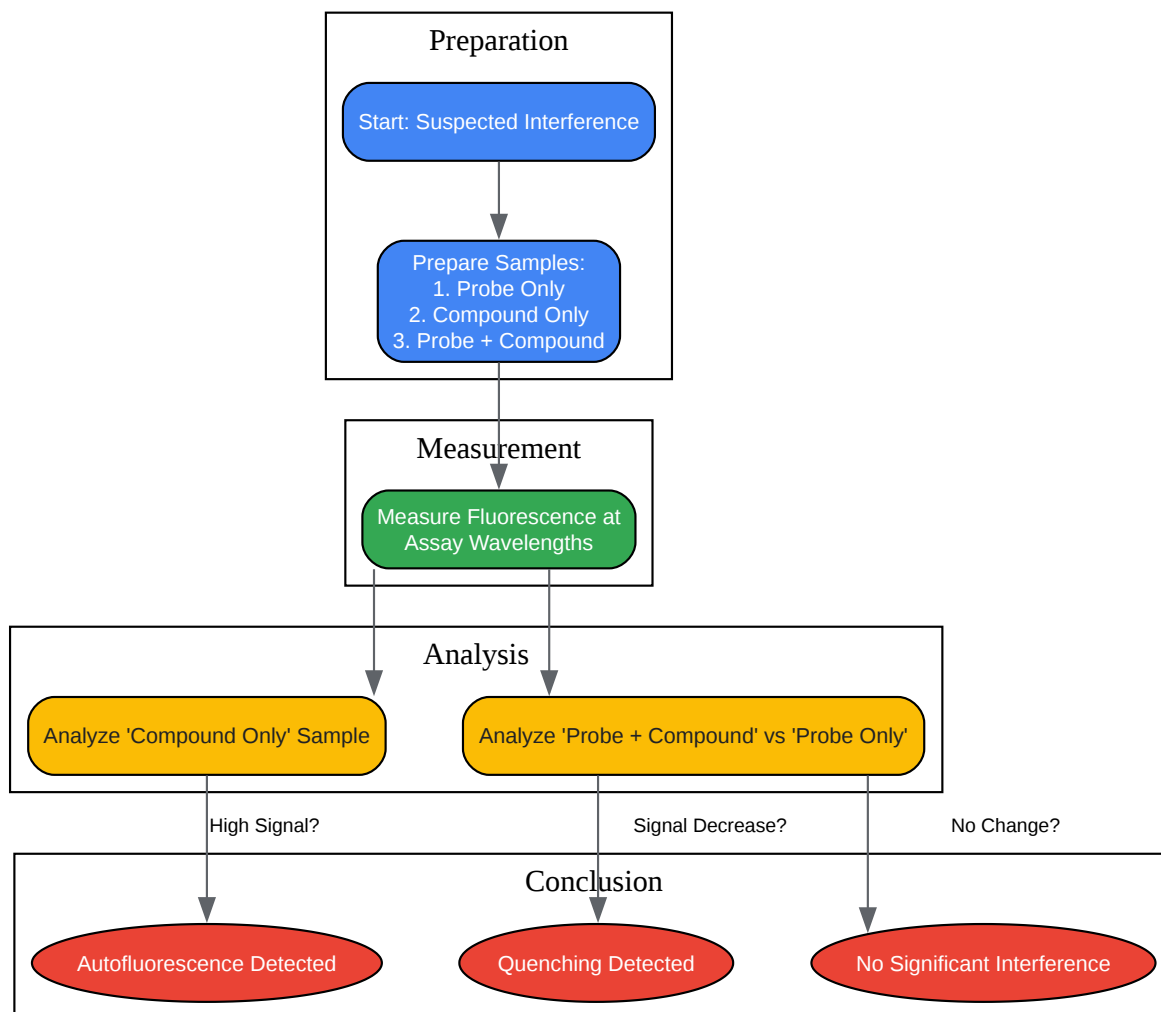 Preparation
Start: Suspected Interference
Prepare Samples:
1. Probe Only
2. Compound Only
3. Probe + Compound
Measurement
Measure Fluorescence at
Assay Wavelengths
Analysis
Analyze 'Compound Only' Sample
Analyze 'Probe + Compound' vs 'Probe Only'
High Signal?
Signal Decrease?
No Change?
Conclusion
Autofluorescence Detected
Quenching Detected
No Significant Interference